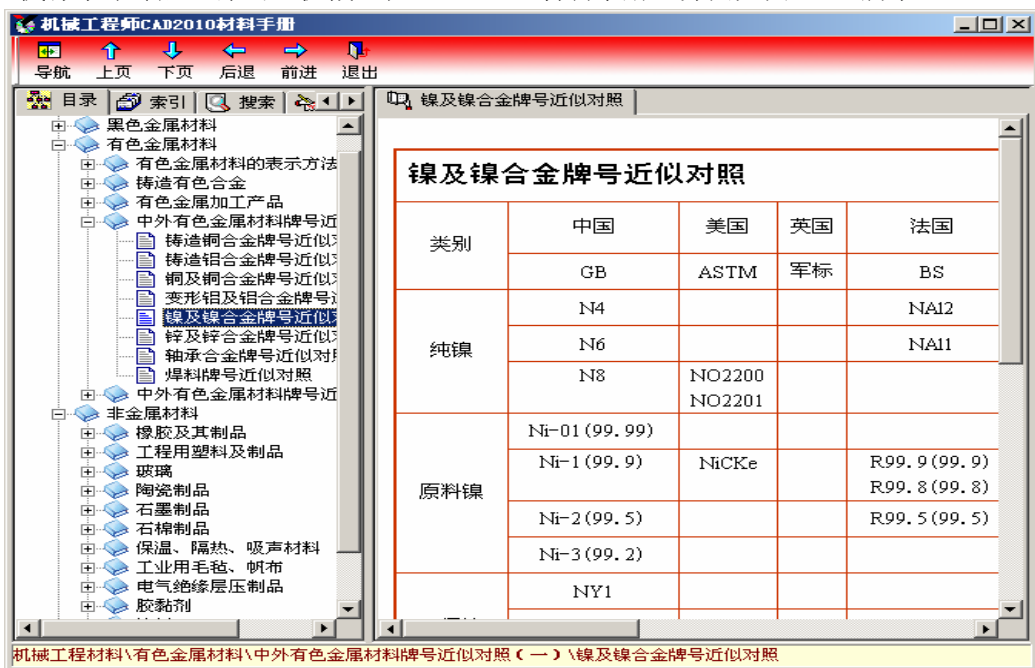 机械工程师CAD2010材料手册
导航 上页 下页 后退 前进 退出
目录 索引 搜索
黑色金属材料
有色金属材料
有色金属材料的表示方法
铸造有色合金
有色金属加工产品
中外有色金属材料牌号近
铸造铜合金牌号近似
铸造铝合金牌号近似
铜及铜合金牌号近似
变形铝及铝合金牌号
镍及镍合金牌号近似
锌及锌合金牌号近似
轴承合金牌号近似对
焊料牌号近似对照
中外有色金属材料牌号近
非金属材料
橡胶及其制品
工程用塑料及制品
玻璃
陶瓷制品
石墨制品
石棉制品
保温、隔热、吸声材料
工业用毛毡、帆布
电气绝缘层压制品
胶黏剂
镍及镍合金牌号近似对照
镍及镍合金牌号近似对照
类别 中国 美国 英国 法国
GB ASTM 军标 BS
纯镍
N4 NA12
N6 NA11
N8 NO2200
NO2201
原料镍
Ni-01(99.99)
Ni-1(99.9) NiCKe R99.9(99.9)
R99.8(99.8)
Ni-2(99.5) R99.5(99.5)
Ni-3(99.2)
NY1
机械工程材料\有色金属材料\中外有色金属材料牌号近似对照(一)\镍及镍合金牌号近似对照